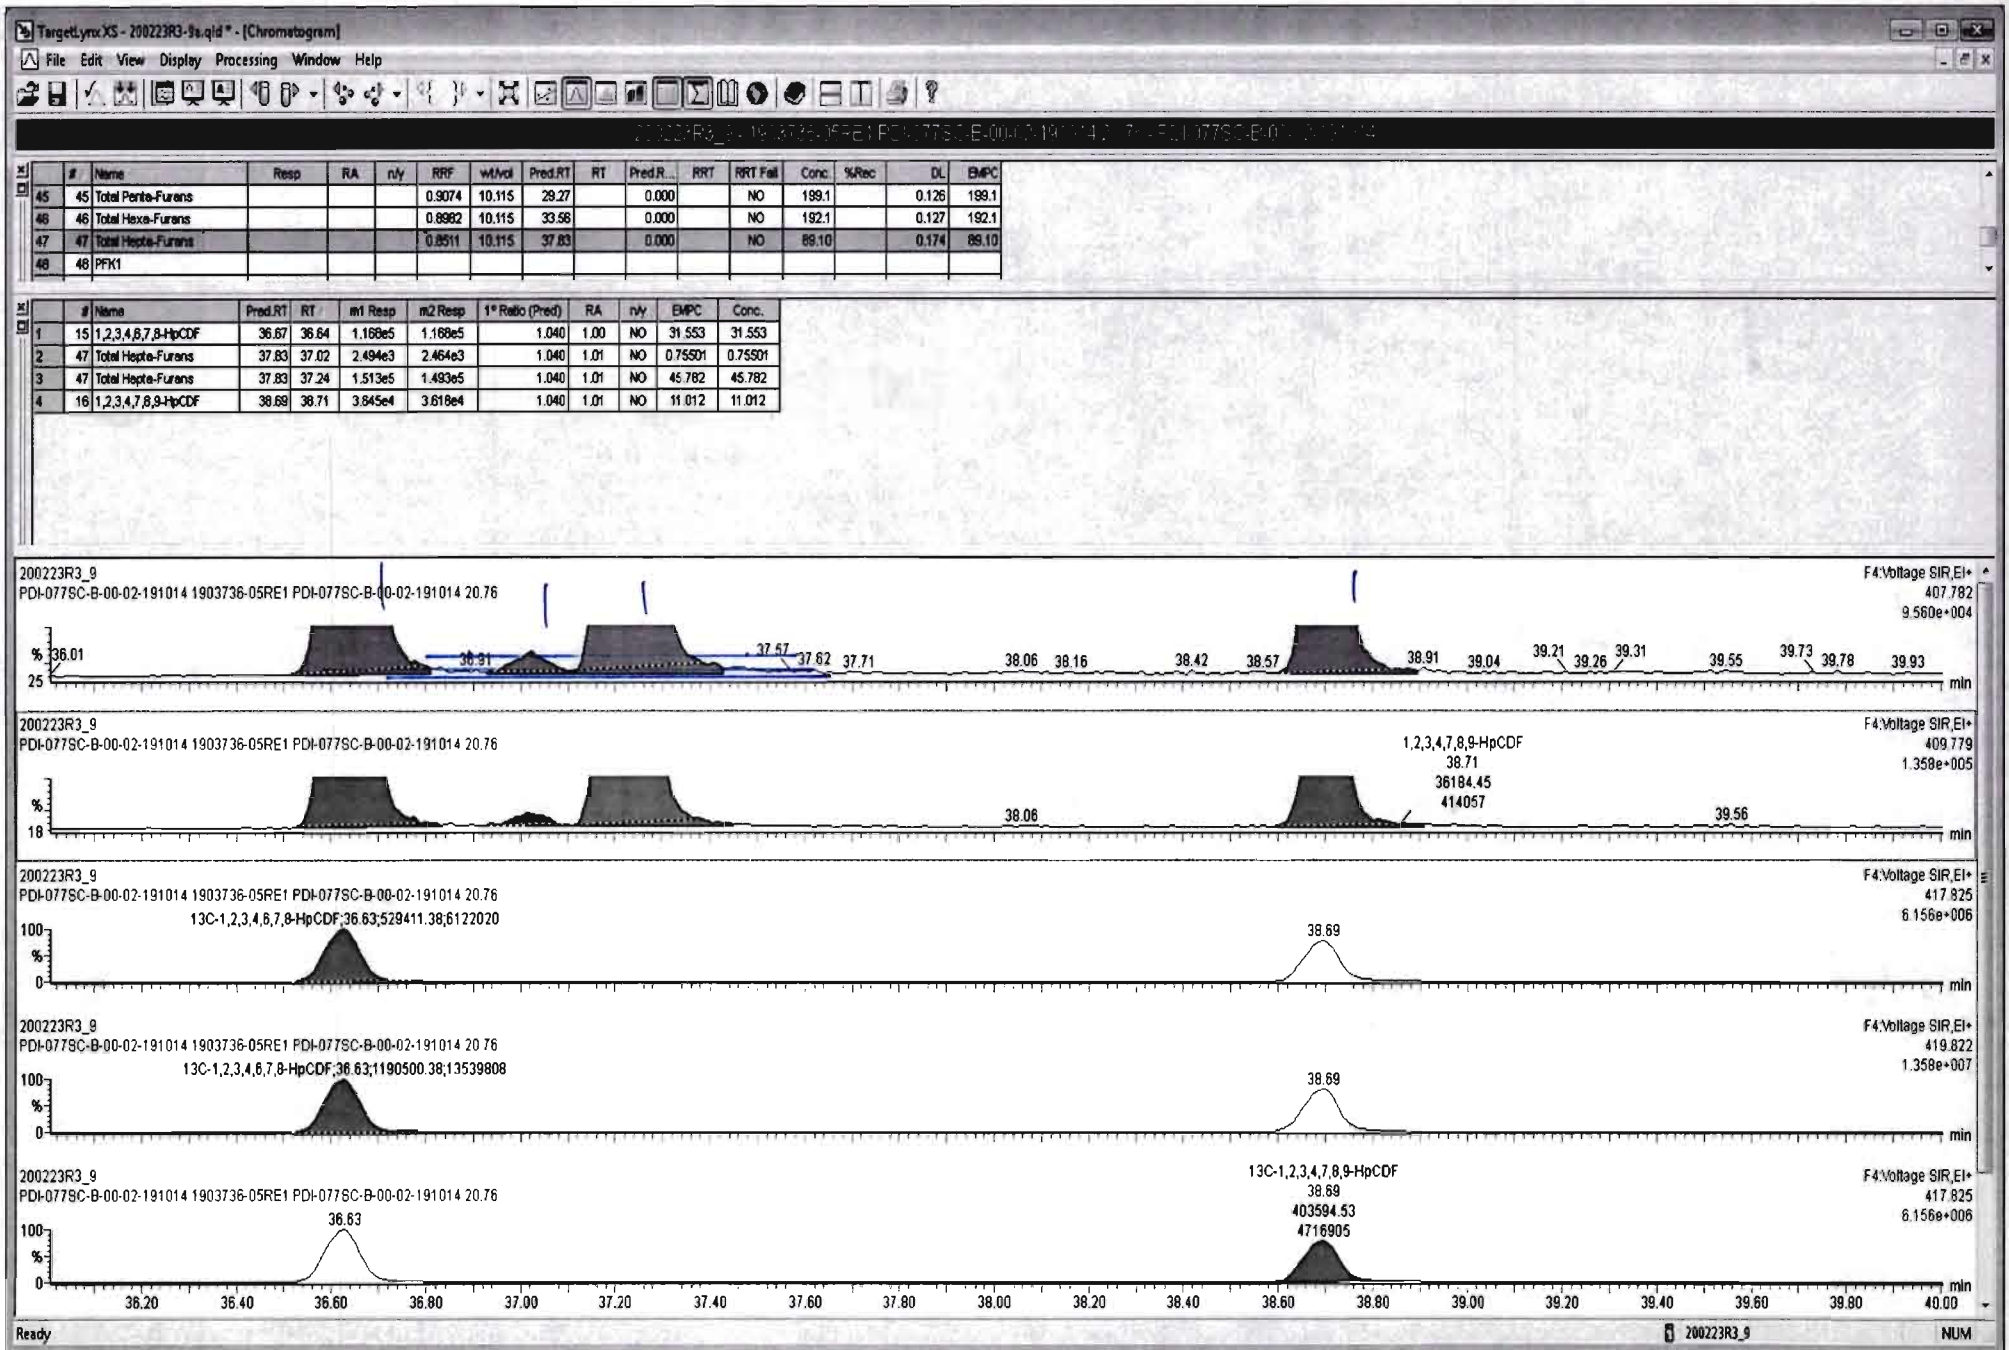 TargetLynx XS - 200223R3-9a.qld * - [Chromatogram]
File Edit View Display Processing Window Help
# Name Resp RA n/y RRF wt/vol Pred.RT RT Pred.R... RRT RRT Fail Conc. %Rec DL EMPC
45 45 Total Penta-Furans 0.9074 10.115 29.27 0.000 NO 199.1 0.126 199.1
46 46 Total Hexa-Furans 0.8982 10.115 33.56 0.000 NO 192.1 0.127 192.1
47 47 Total Hepta-Furans 0.8511 10.115 37.83 0.000 NO 89.10 0.174 89.10
48 48 PFK1
# Name Pred.RT RT m1 Resp m2 Resp 1° Ratio (Pred) RA n/y EMPC Conc.
1 15 1,2,3,4,6,7,8-HpCDF 36.67 36.64 1.168e5 1.168e5 1.040 1.00 NO 31.553 31.553
2 47 Total Hepta-Furans 37.83 37.02 2.494e3 2.464e3 1.040 1.01 NO 0.75501 0.75501
3 47 Total Hepta-Furans 37.83 37.24 1.513e5 1.493e5 1.040 1.01 NO 45.782 45.782
4 16 1,2,3,4,7,8,9-HpCDF 38.69 38.71 3.645e4 3.618e4 1.040 1.01 NO 11.012 11.012
200223R3_9 F4:Voltage SIR,EI+
PDI-077SC-B-00-02-191014 1903736-05RE1 PDI-077SC-B-00-02-191014 20.76 407.782
9.560e+004
% 36.01 36.91 37.57 37.62 37.71 38.06 38.16 38.42 38.57 38.91 39.04 39.21 39.26 39.31 39.55 39.73 39.78 39.93
25 min
200223R3_9 F4:Voltage SIR,EI+
PDI-077SC-B-00-02-191014 1903736-05RE1 PDI-077SC-B-00-02-191014 20.76 409.779
1,2,3,4,7,8,9-HpCDF 1.358e+005
38.71
36184.45
414057
% 38.06 39.56
18 min
200223R3_9 F4:Voltage SIR,EI+
PDI-077SC-B-00-02-191014 1903736-05RE1 PDI-077SC-B-00-02-191014 20.76 417.825
13C-1,2,3,4,6,7,8-HpCDF;36.63;529411.38;6122020 6.156e+006
100 38.69
%
0 min
200223R3_9 F4:Voltage SIR,EI+
PDI-077SC-B-00-02-191014 1903736-05RE1 PDI-077SC-B-00-02-191014 20.76 419.822
13C-1,2,3,4,6,7,8-HpCDF;36.63;1190500.38;13539808 1.358e+007
100 38.69
%
0 min
200223R3_9 13C-1,2,3,4,7,8,9-HpCDF F4:Voltage SIR,EI+
PDI-077SC-B-00-02-191014 1903736-05RE1 PDI-077SC-B-00-02-191014 20.76 38.69 417.825
403594.53 6.156e+006
4716905
100 36.63
%
0 min
36.20 36.40 36.60 36.80 37.00 37.20 37.40 37.60 37.80 38.00 38.20 38.40 38.60 38.80 39.00 39.20 39.40 39.60 39.80 40.00
Ready 200223R3_9 NUM